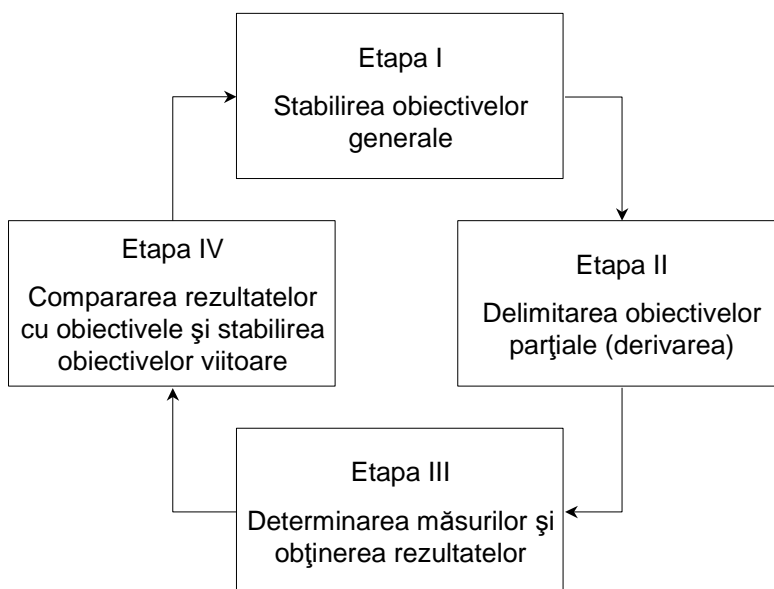 Etapa I
Stabilirea obiectivelor
generale
Etapa II
Delimitarea obiectivelor
parţiale (derivarea)
Etapa III
Determinarea măsurilor şi
obţinerea rezultatelor
Etapa IV
Compararea rezultatelor
cu obiectivele şi stabilirea
obiectivelor viitoare